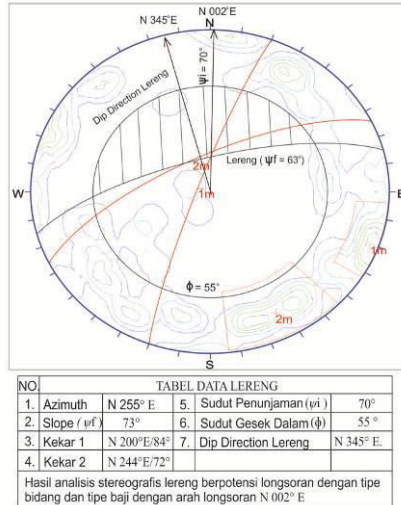 N 002°E
N 345°E
N
Dip Direction Lereng
ψi = 70°
Lereng ( ψf = 63°)
2m
W
1m
E
1m
ϕ = 55°
2m
S
NO. TABEL DATA LERENG
1. Azimuth N 255° E 5. Sudut Penunjaman (ψi) 70°
2. Slope (ψf) 73° 6. Sudut Gesek Dalam (ϕ) 55 °
3. Kekar 1 N 200°E/84° 7. Dip Direction Lereng N 345° E.
4. Kekar 2 N 244°E/72°
Hasil analisis stereografis lereng berpotensi longsoran dengan tipe
bidang dan tipe baji dengan arah longsoran N 002° E